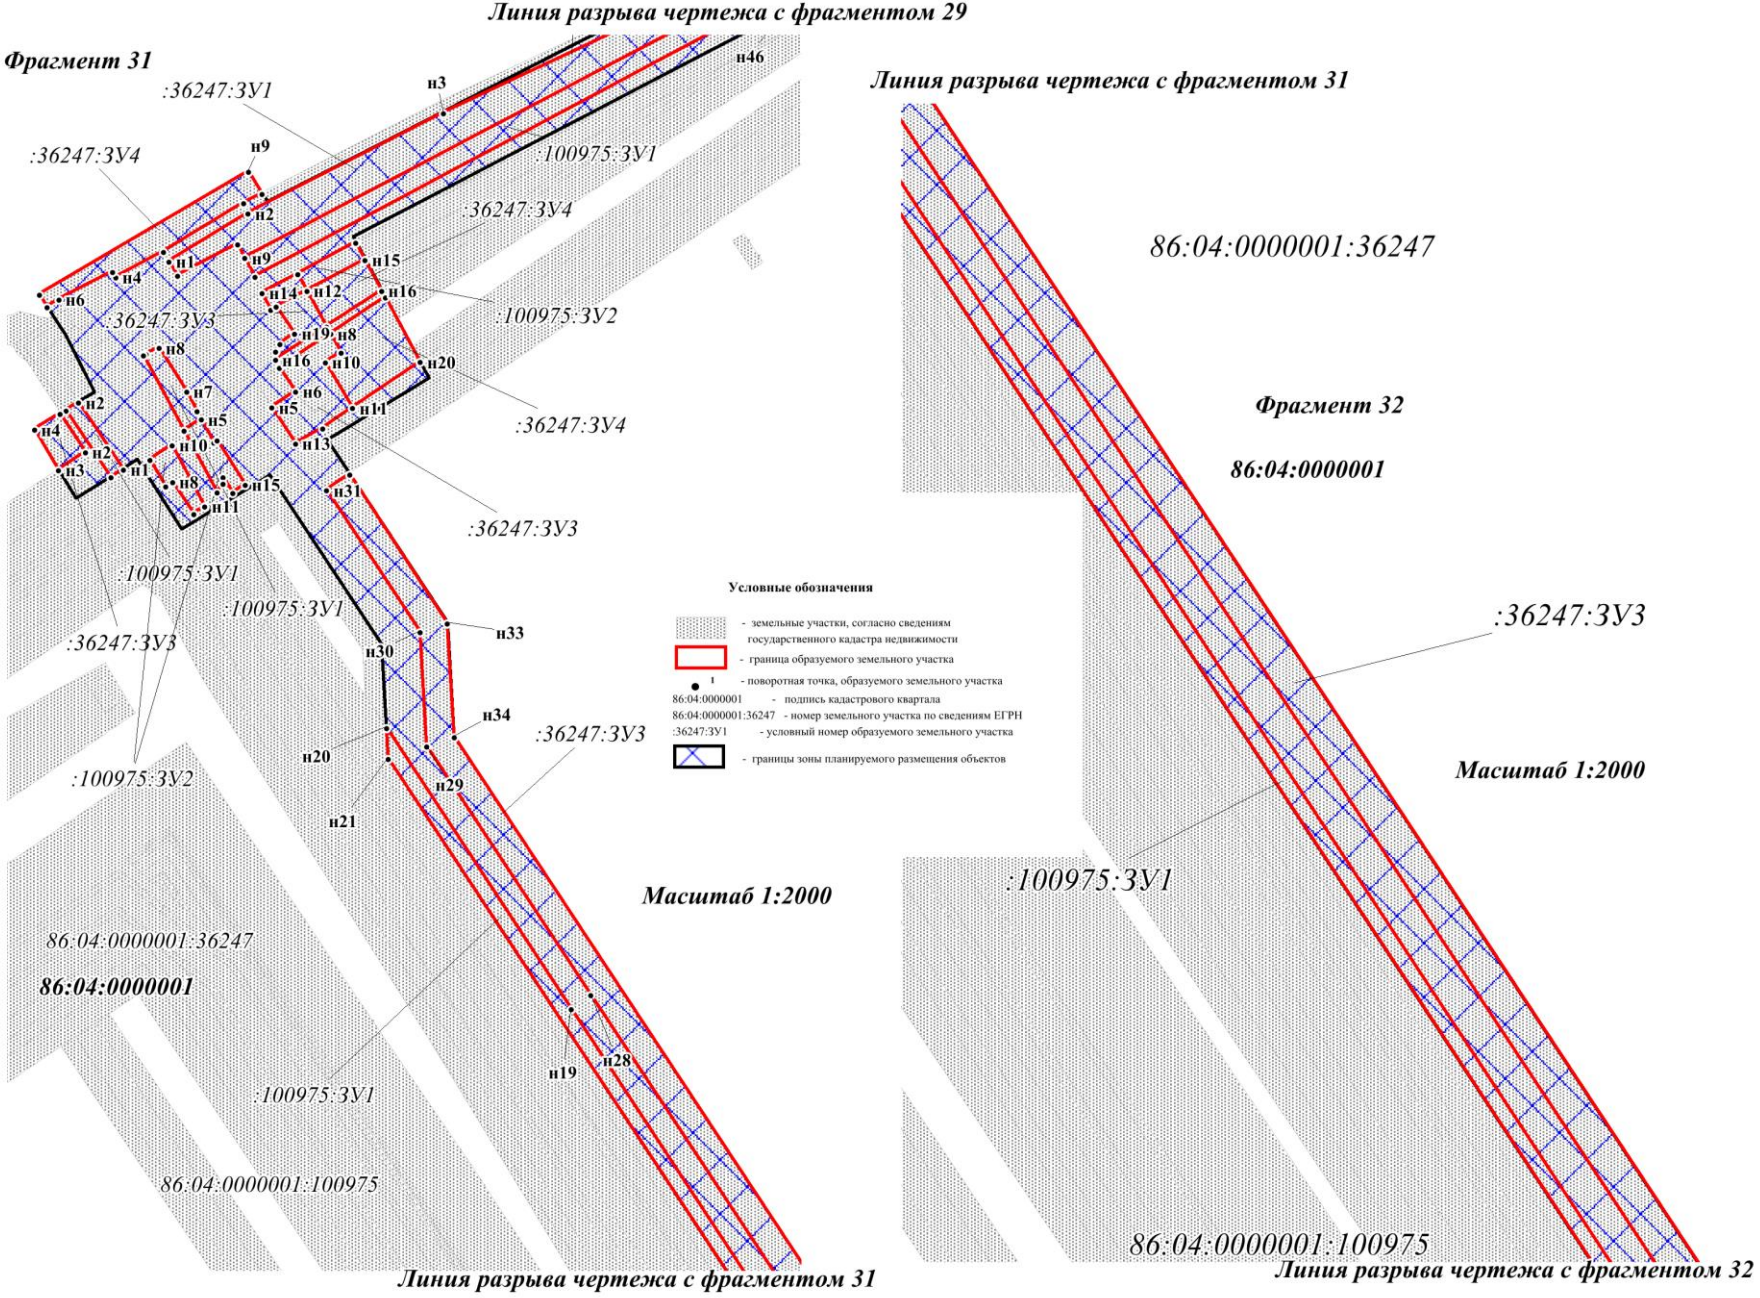 Линия разрыва чертежа с фрагментом 29
Фрагмент 31
:36247:ЗУ1
н3
н46
:36247:ЗУ4
н9
:100975:ЗУ1
н2
:36247:ЗУ4
н1
н9
н15
н4
н6
н14
н12
н16
:36247:ЗУ3
:100975:ЗУ2
н19
н8
н8
н16
н10
н20
н7
н6
н2
н5
н11
н5
:36247:ЗУ4
н4
н10
н13
н2
н3
н1
н8
н15
н31
н11
:36247:ЗУ3
:100975:ЗУ1
:100975:ЗУ1
:36247:ЗУ3
н33
н30
н34
:36247:ЗУ3
н20
:100975:ЗУ2
н29
н21
Масштаб 1:2000
86:04:0000001:36247
86:04:0000001
н28
н19
:100975:ЗУ1
86:04:0000001:100975
Линия разрыва чертежа с фрагментом 31
Условные обозначения
- земельные участки, согласно сведениям
государственного кадастра недвижимости
- граница образуемого земельного участка
1 - поворотная точка, образуемого земельного участка
86:04:0000001 - подпись кадастрового квартала
86:04:0000001:36247 - номер земельного участка по сведениям ЕГРН
:36247:ЗУ1 - условный номер образуемого земельного участка
- границы зоны планируемого размещения объектов
Линия разрыва чертежа с фрагментом 31
86:04:0000001:36247
Фрагмент 32
86:04:0000001
:36247:ЗУ3
Масштаб 1:2000
:100975:ЗУ1
86:04:0000001:100975
Линия разрыва чертежа с фрагментом 32